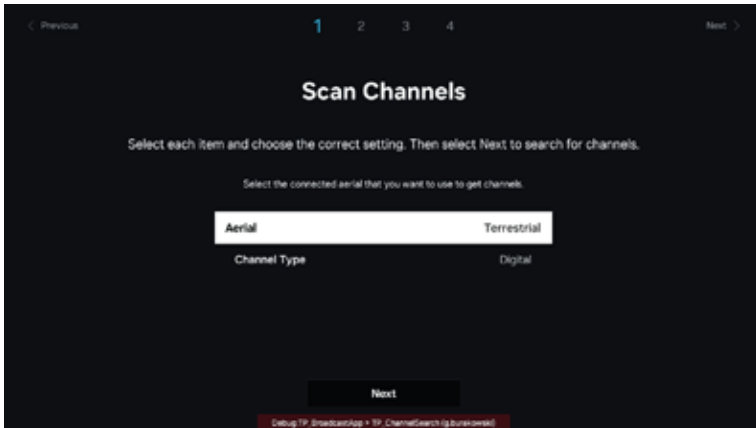 Previous 1 2 3 4 Next
Scan Channels
Select each item and choose the correct setting. Then select Next to search for channels.
Select the connected aerial that you want to use to get channels.
Aerial Terrestrial
Channel Type Digital
Next
Debug TP_BroadcastApp > TP_ChannelSearch (g.burakowski)